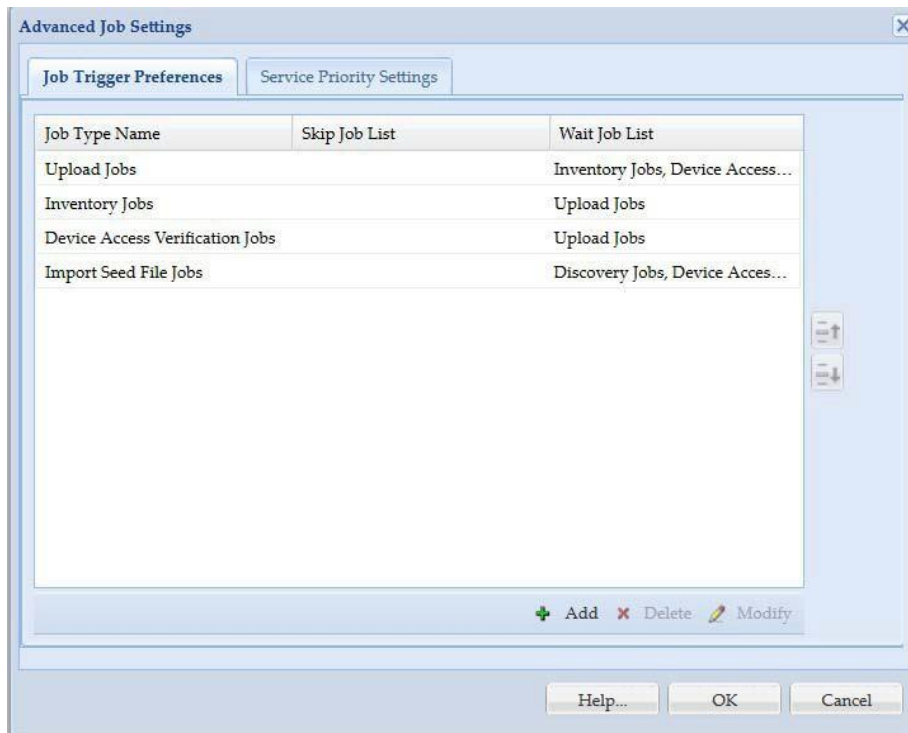 Advanced Job Settings
Job Trigger Preferences Service Priority Settings
Job Type Name Skip Job List Wait Job List
Upload Jobs Inventory Jobs, Device Access...
Inventory Jobs Upload Jobs
Device Access Verification Jobs Upload Jobs
Import Seed File Jobs Discovery Jobs, Device Acces...
Add Delete Modify
Help... OK Cancel